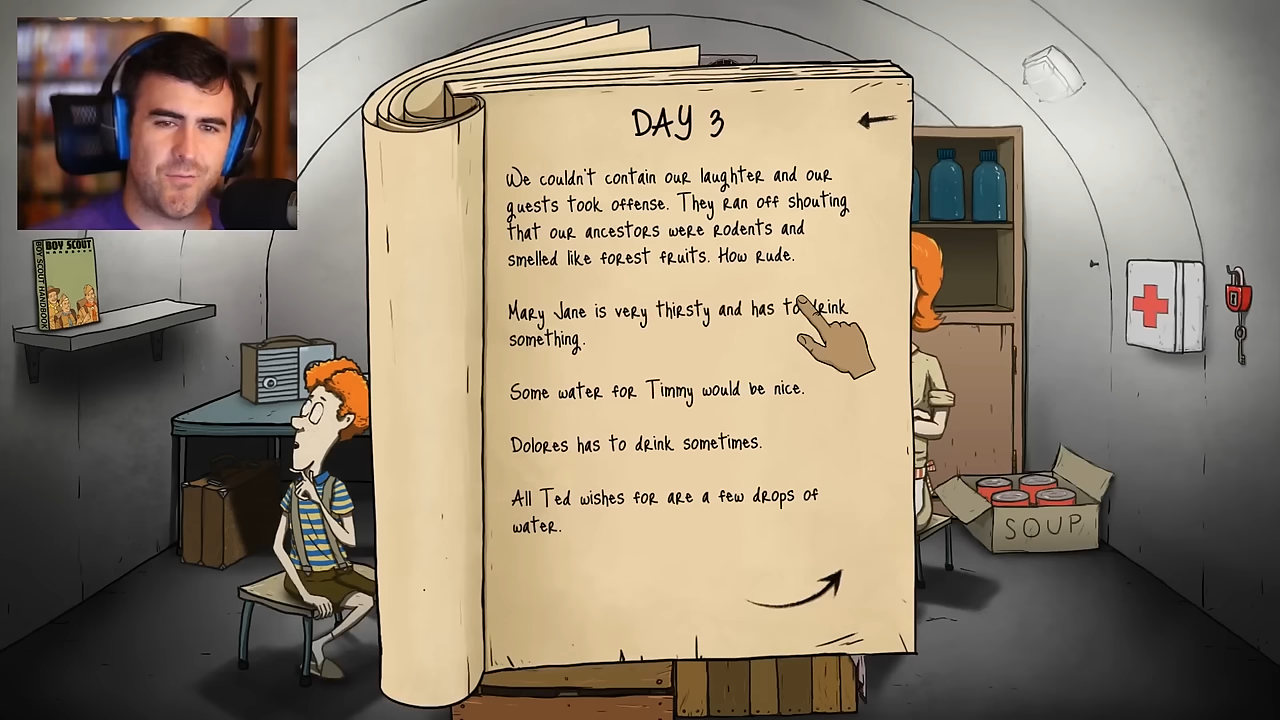 DAY 3
We couldn't contain our laughter and our
guests took offense. They ran off shouting
that our ancestors were rodents and
smelled like forest fruits. How rude.
Mary Jane is very thirsty and has to drink
something.
Some water for Timmy would be nice.
Dolores has to drink sometimes.
All Ted wishes for are a few drops of
water.
BOY SCOUT
BOY SCOUT HANDBOOK
SOUP